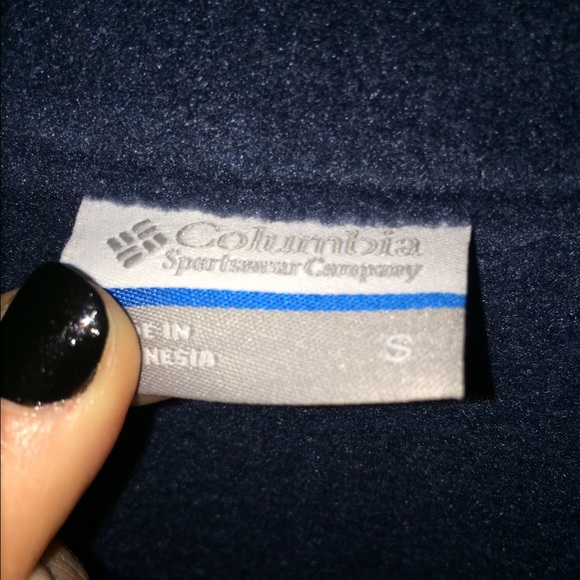 Columbia
Sportswear Company
DE IN
NESIA
S